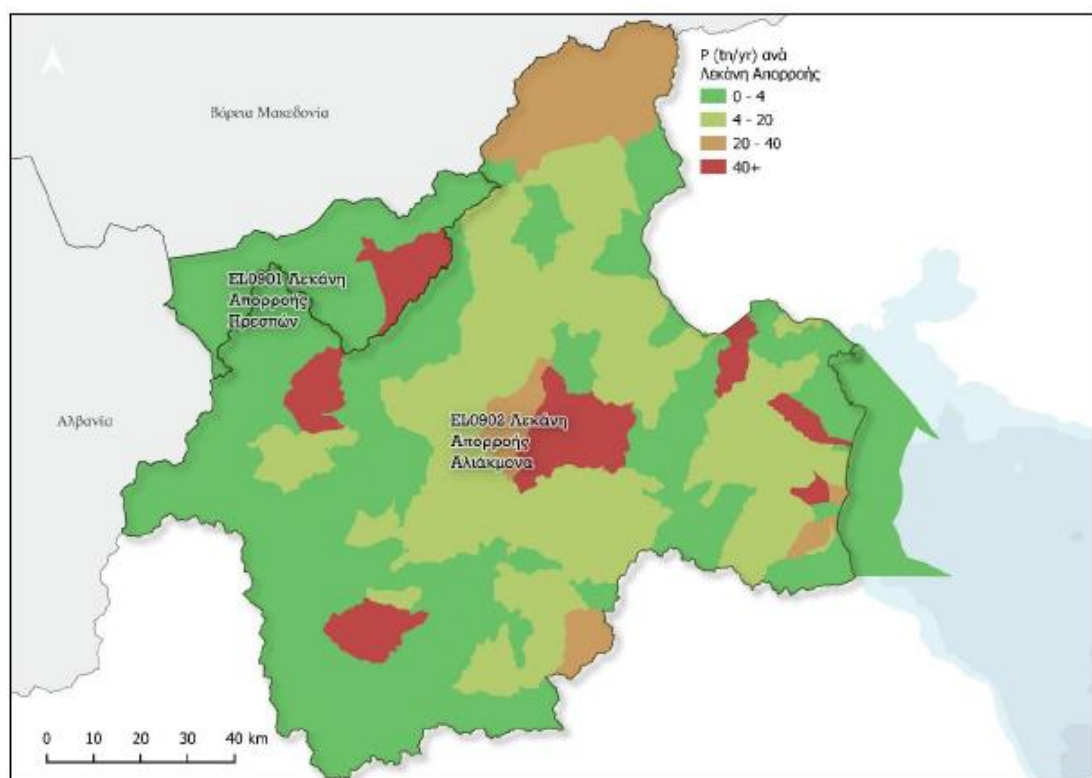 P (tn/yr) ανά
Λεκάνη Απορροής
0 - 4
4 - 20
20 - 40
40+
Βόρεια Μακεδονία
EL0901 Λεκάνη
Απορροής
Πρεσπών
Αλβανία
EL0902 Λεκάνη
Απορροής
Αλιάκμονα
0 10 20 30 40 km